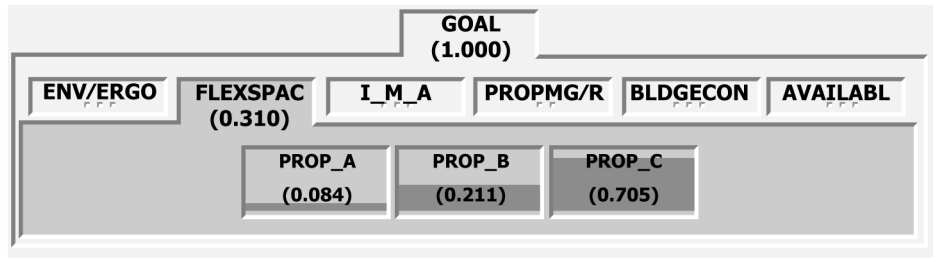 GOAL
(1.000)
ENV/ERGO FLEXSPAC I_M_A PROPMG/R BLDGECON AVAILABL
(0.310)
PROP_A PROP_B PROP_C
(0.084) (0.211) (0.705)